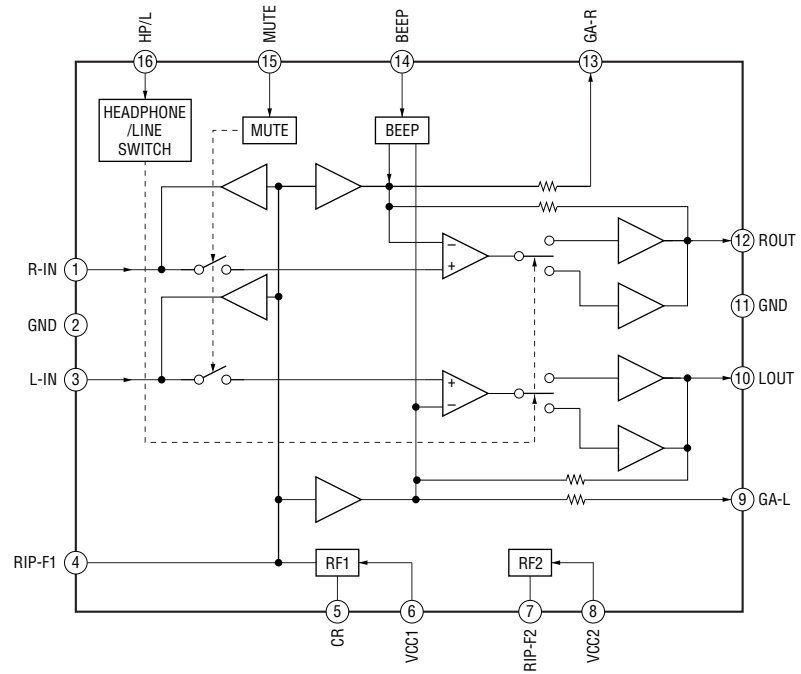 HP/L
MUTE
BEEP
GA-R
16
15
14
13
HEADPHONE
/LINE
SWITCH
MUTE
BEEP
–
+
12 ROUT
R-IN 1
11 GND
GND 2
L-IN 3
+
–
10 LOUT
9 GA-L
RIP-F1 4
RF1
RF2
5
6
7
8
CR
VCC1
RIP-F2
VCC2